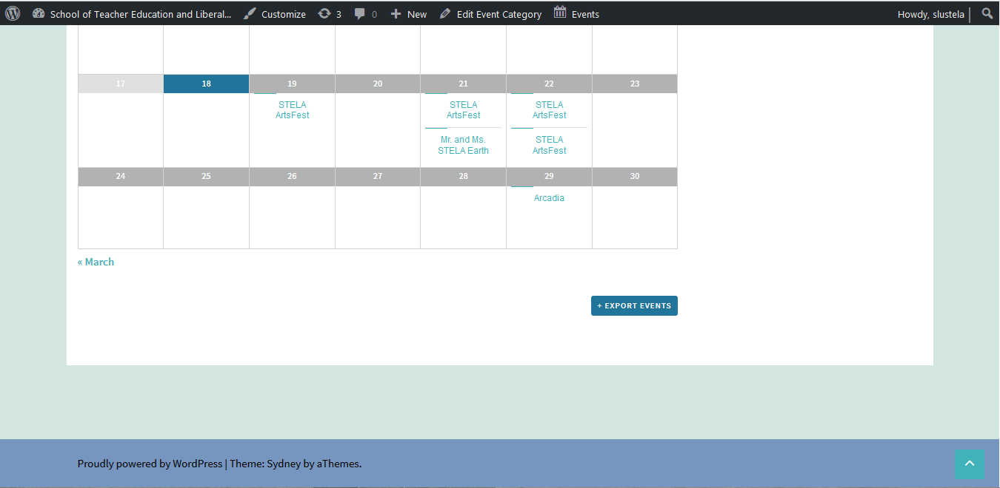 School of Teacher Education and Liberal... Customize 3 0 New Edit Event Category Events Howdy, slustela
17 18 19 20 21 22 23
STELA ArtsFest
STELA ArtsFest
Mr. and Ms. STELA Earth
STELA ArtsFest
STELA ArtsFest
24 25 26 27 28 29 30
Arcadia
« March
+ EXPORT EVENTS
Proudly powered by WordPress | Theme: Sydney by aThemes.